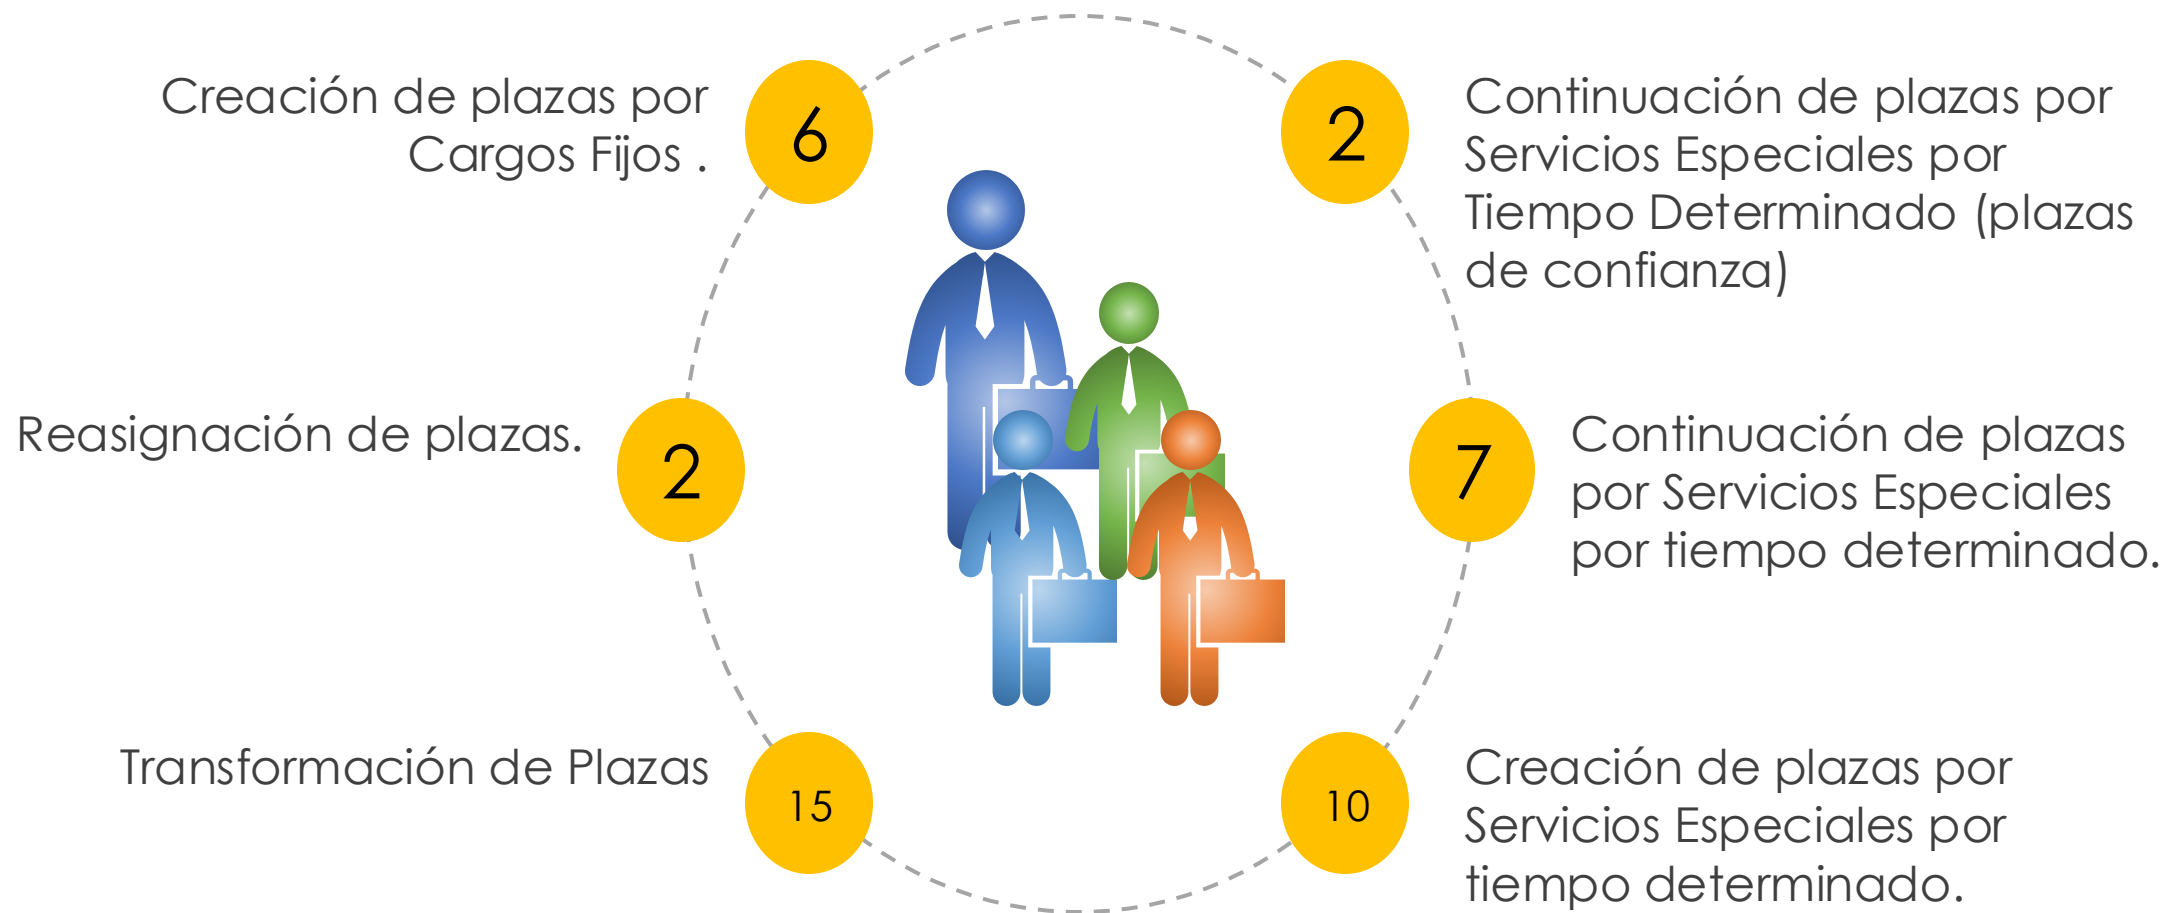 Creación de plazas por
Cargos Fijos .
6
Reasignación de plazas.
2
Transformación de Plazas
15
2
Continuación de plazas por
Servicios Especiales por
Tiempo Determinado (plazas
de confianza)
7
Continuación de plazas
por Servicios Especiales
por tiempo determinado.
10
Creación de plazas por
Servicios Especiales por
tiempo determinado.